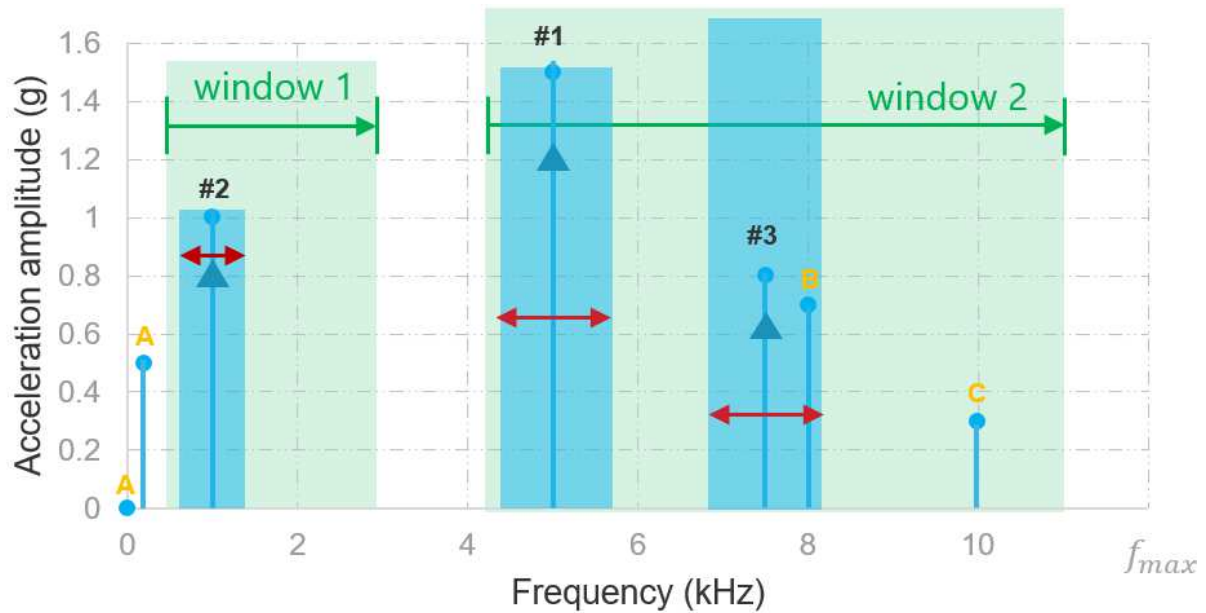 #1
1.6
window 1
window 2
1.4
1.2
#2
1
#3
0.8
B
0.6
A
0.4
C
0.2
A
0
0
2
4
6
8
10
f_max
Acceleration amplitude (g)
Frequency (kHz)